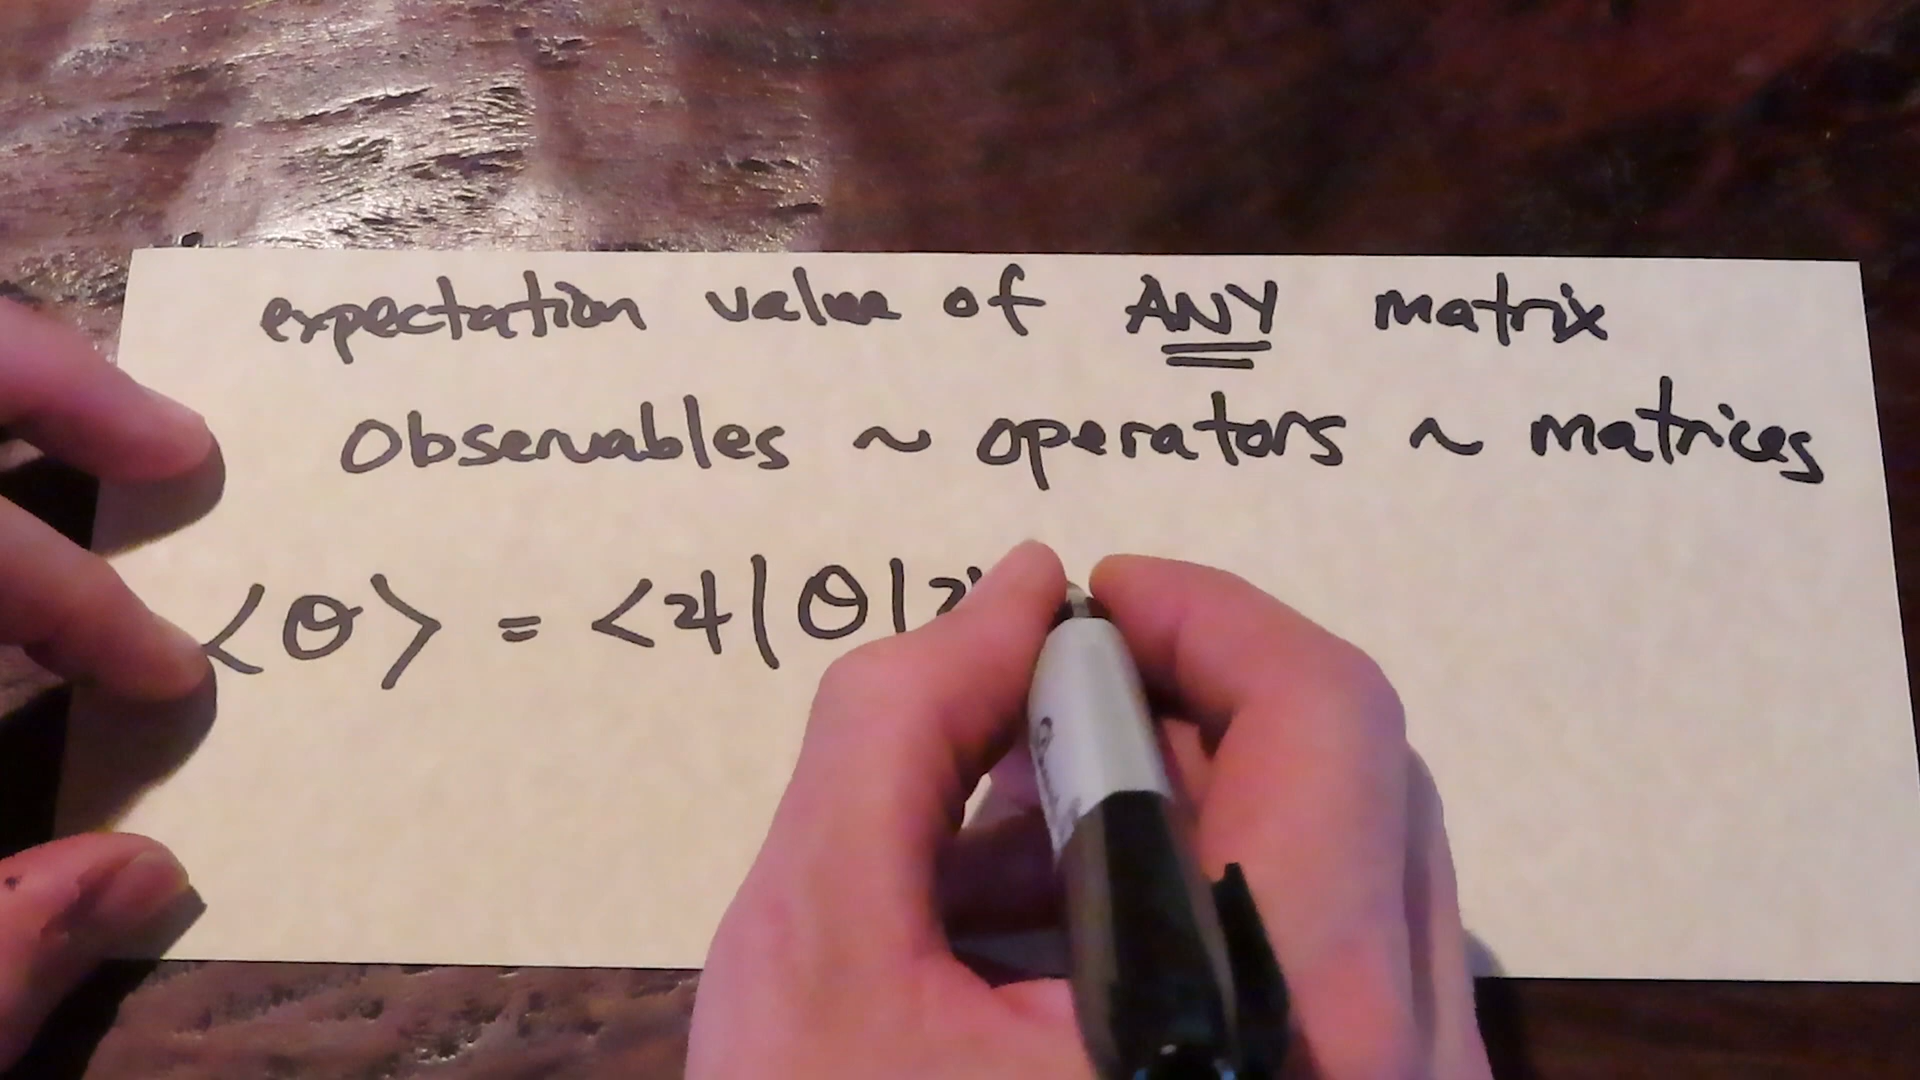 expectation value of ANY matrix
Observables ~ operators ~ matrices
<θ> = <ψ|θ|ψ